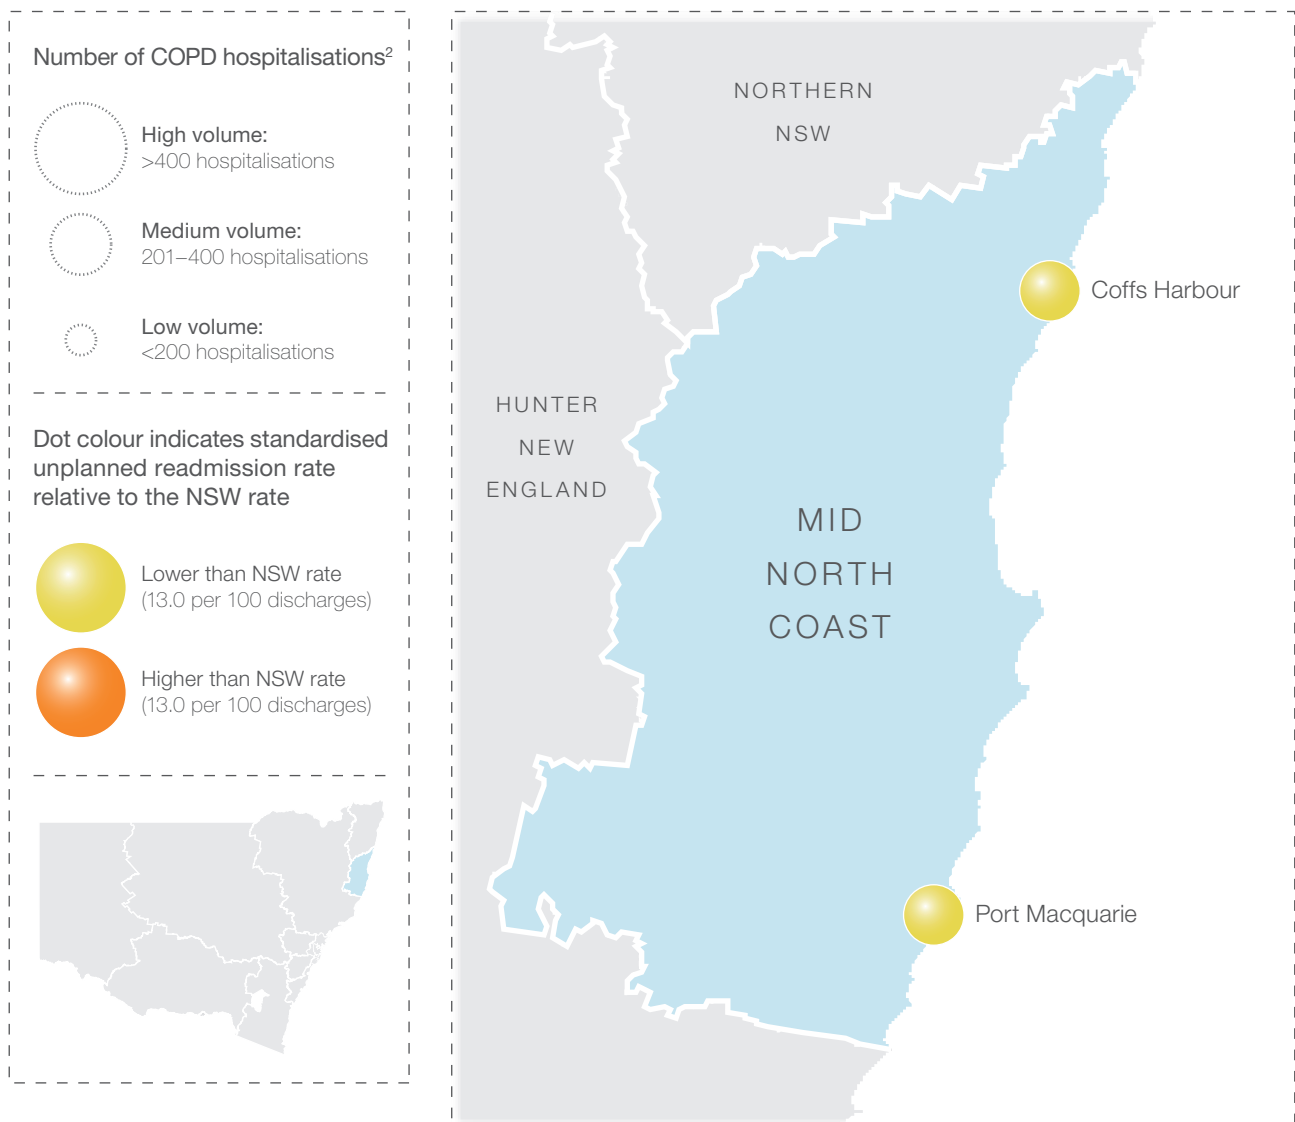 Number of COPD hospitalisations²
High volume:
>400 hospitalisations
Medium volume:
201–400 hospitalisations
Low volume:
<200 hospitalisations
Dot colour indicates standardised
unplanned readmission rate
relative to the NSW rate
Lower than NSW rate
(13.0 per 100 discharges)
Higher than NSW rate
(13.0 per 100 discharges)
NORTHERN
NSW
Coffs Harbour
HUNTER
NEW
ENGLAND
MID
NORTH
COAST
Port Macquarie